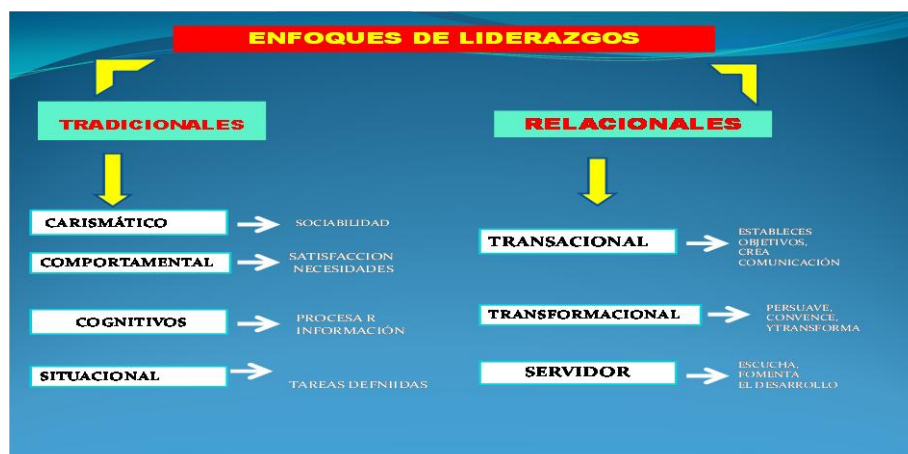 ENFOQUES DE LIDERAZGOS
TRADICIONALES
CARISMÁTICO
SOCIABILIDAD
COMPORTAMENTAL
SATISFACCION
NECESIDADES
COGNITIVOS
PROCESA R
INFORMACIÓN
SITUACIONAL
TAREAS DEFNIIDAS
RELACIONALES
TRANSACIONAL
ESTABLECES
OBJETIVOS,
CREA
COMUNICACIÓN
TRANSFORMACIONAL
PERSUAVE,
CONVENCE,
YTRANSFORMA
SERVIDOR
ESCUCHA,
FOMENTA
EL DESARROLLO